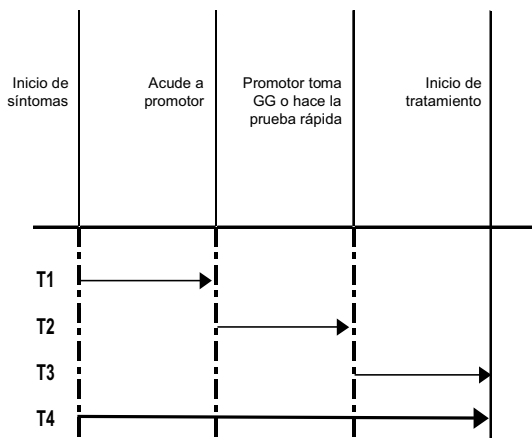 Inicio de
síntomas
Acude a
promotor
Promotor toma
GG o hace la
prueba rápida
Inicio de
tratamiento
T1
T2
T3
T4